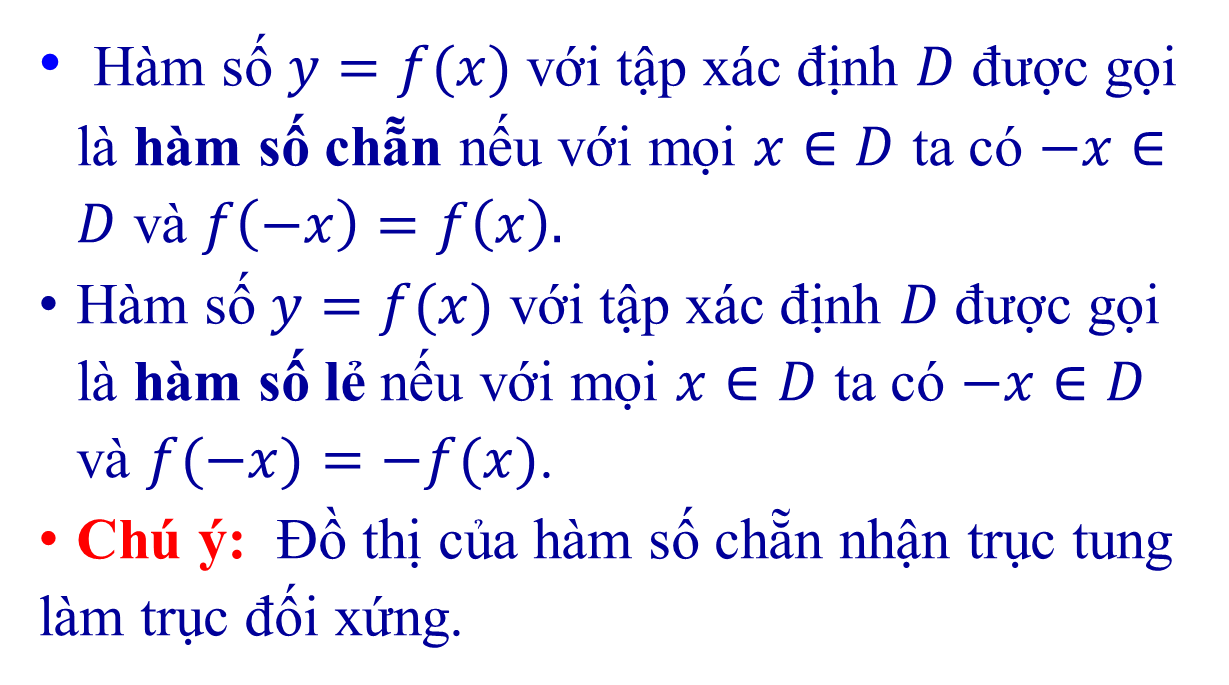 • Hàm số y = f(x) với tập xác định D được gọi
là hàm số chẵn nếu với mọi x ∈ D ta có −x ∈
D và f(−x) = f(x).
• Hàm số y = f(x) với tập xác định D được gọi
là hàm số lẻ nếu với mọi x ∈ D ta có −x ∈ D
và f(−x) = −f(x).
• Chú ý: Đồ thị của hàm số chẵn nhận trục tung
làm trục đối xứng.